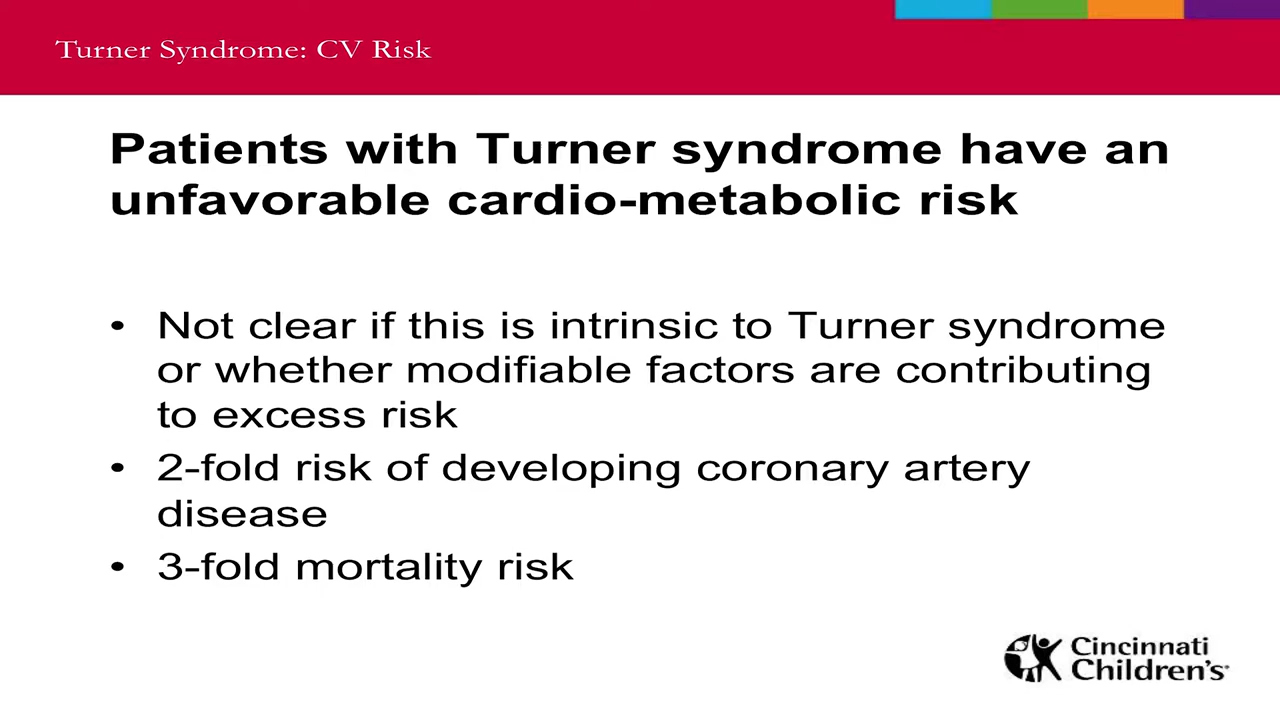 Turner Syndrome: CV Risk
Patients with Turner syndrome have an
unfavorable cardio-metabolic risk
• Not clear if this is intrinsic to Turner syndrome
or whether modifiable factors are contributing
to excess risk
• 2-fold risk of developing coronary artery
disease
• 3-fold mortality risk
Cincinnati
Children's